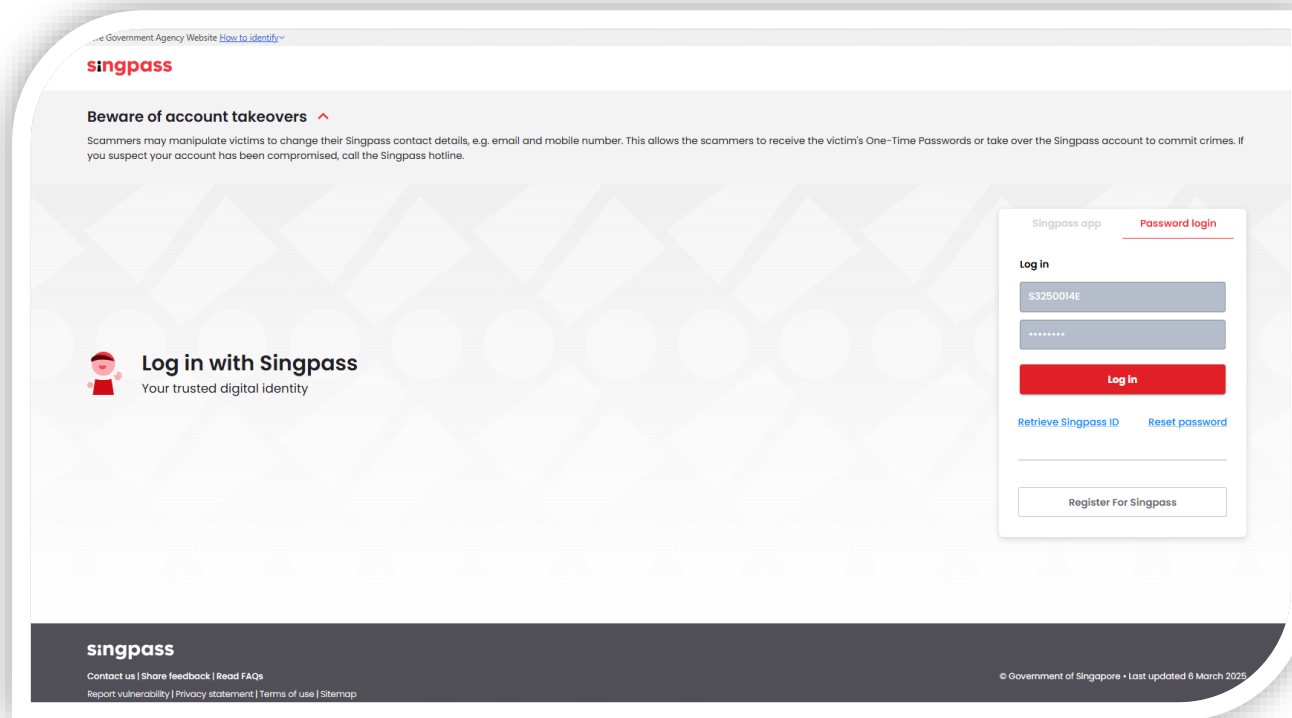 Government Agency Website How to identify
singpass
Beware of account takeovers
Scammers may manipulate victims to change their Singpass contact details, e.g. email and mobile number. This allows the scammers to receive the victim's One-Time Passwords or take over the Singpass account to commit crimes. If
you suspect your account has been compromised, call the Singpass hotline.
Singpass app Password login
Log in
S3250014E
••••••••
Log in with Singpass
Your trusted digital identity
Log in
Retrieve Singpass ID Reset password
Register For Singpass
singpass
Contact us | Share feedback | Read FAQs
© Government of Singapore • Last updated 6 March 2025
Report vulnerability | Privacy statement | Terms of use | Sitemap